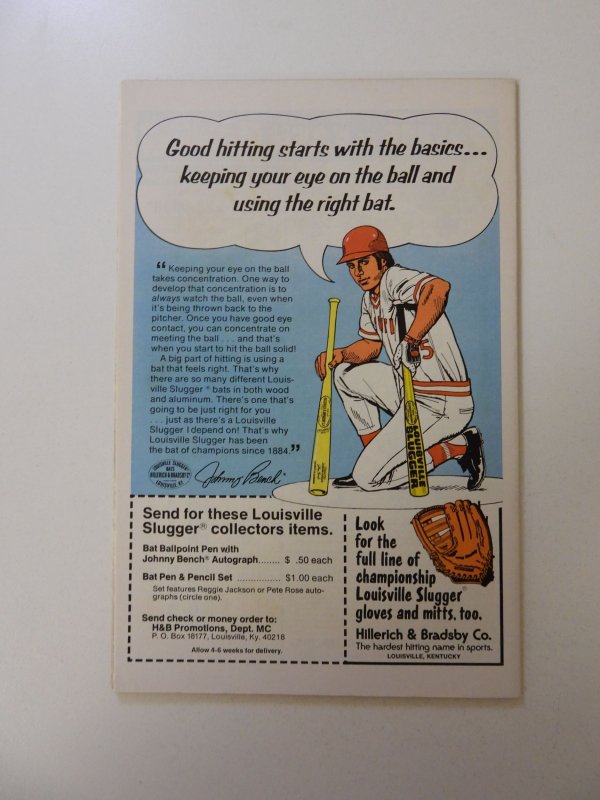 Good hitting starts with the basics...
keeping your eye on the ball and
using the right bat.
“ Keeping your eye on the ball
takes concentration. One way to
develop that concentration is to
always watch the ball, even when
it's being thrown back to the
pitcher. Once you have good eye
contact, you can concentrate on
meeting the ball . . . and that's
when you start to hit the ball solid!
A big part of hitting is using a
bat that feels right. That's why
there are so many different Louis-
ville Slugger® bats in both wood
and aluminum. There's one that's
going to be just right for you
. . . just as there's a Louisville
Slugger I depend on! That's why
Louisville Slugger has been
the bat of champions since 1884.”
LOUISVILLE SLUGGER
BATS
HILLERICH & BRADSBY Co
LOUISVILLE, KY.
Johnny Bench
5
LOUISVILLE
SLUGGER
Send for these Louisville
Slugger® collectors items.
Bat Ballpoint Pen with
Johnny Bench® Autograph........ $ .50 each
Bat Pen & Pencil Set ............... $1.00 each
Set features Reggie Jackson or Pete Rose auto-
graphs (circle one).
Send check or money order to:
H&B Promotions, Dept. MC
P. O. Box 18177, Louisville, Ky. 40218
Allow 4-6 weeks for delivery.
Look
for the
full line of
championship
Louisville Slugger®
gloves and mitts, too.
Hillerich & Bradsby Co.
The hardest hitting name in sports.
LOUISVILLE, KENTUCKY